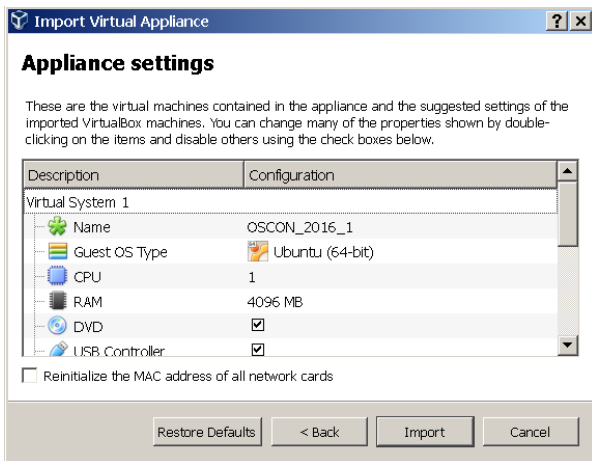 Import Virtual Appliance
Appliance settings
These are the virtual machines contained in the appliance and the suggested settings of the
imported VirtualBox machines. You can change many of the properties shown by double-
clicking on the items and disable others using the check boxes below.
Description Configuration
Virtual System 1
Name OSCON_2016_1
Guest OS Type Ubuntu (64-bit)
CPU 1
RAM 4096 MB
DVD
USB Controller
Reinitialize the MAC address of all network cards
Restore Defaults < Back Import Cancel